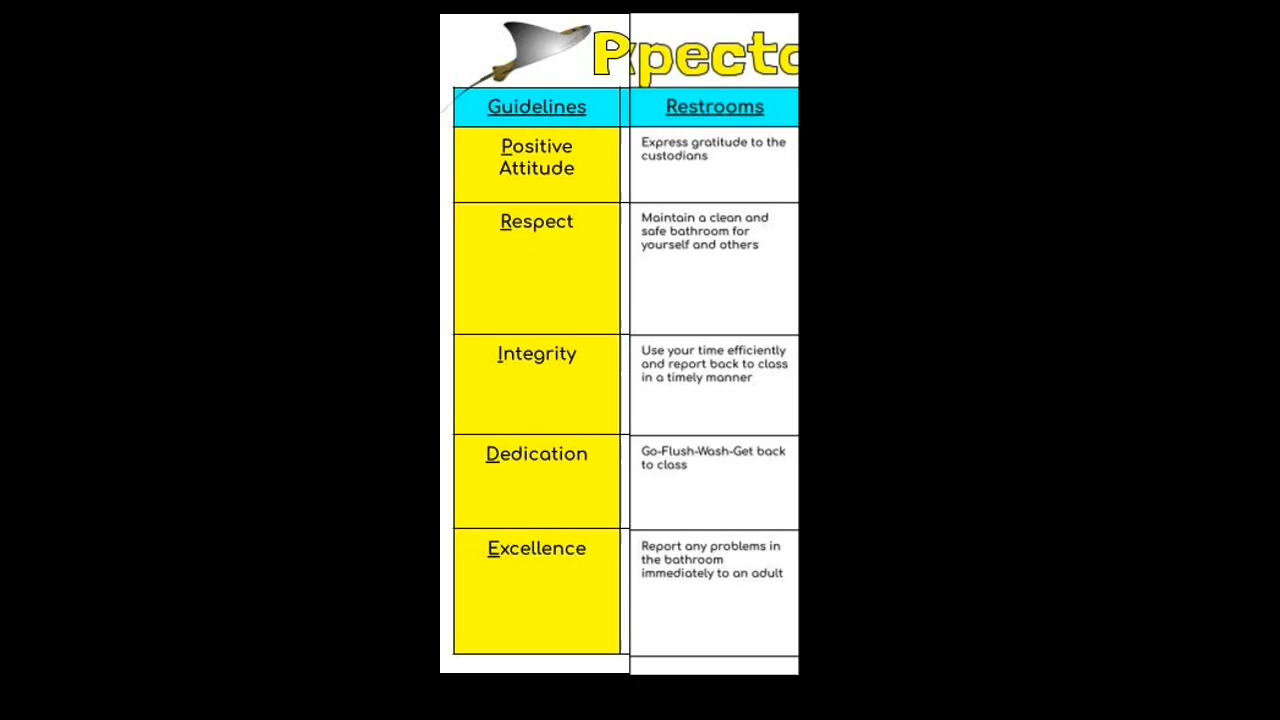 Pxpecta
Guidelines
Restrooms
Positive
Attitude
Express gratitude to the
custodians
Respect
Maintain a clean and
safe bathroom for
yourself and others
Integrity
Use your time efficiently
and report back to class
in a timely manner
Dedication
Go-Flush-Wash-Get back
to class
Excellence
Report any problems in
the bathroom
immediately to an adult